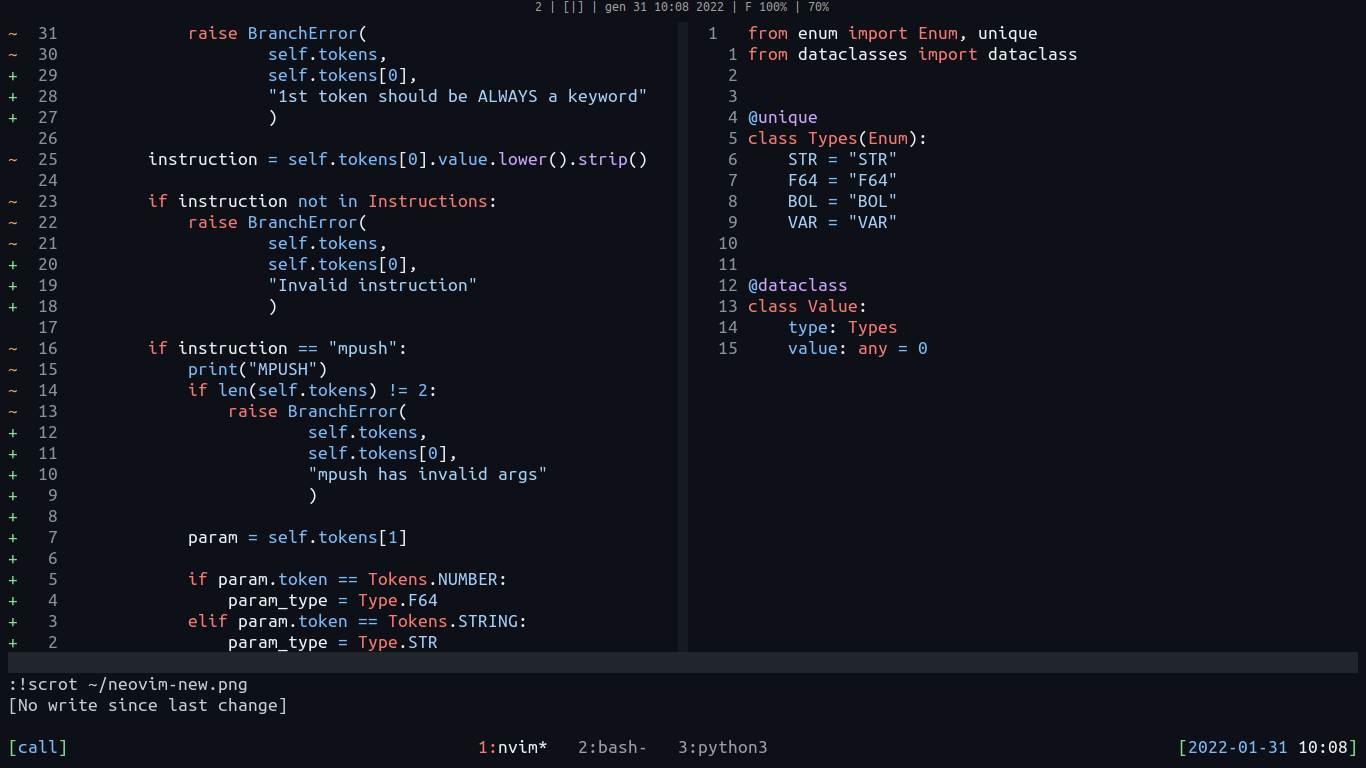 2 | [|] | gen 31 10:08 2022 | F 100% | 70%
~ 31 raise BranchError(
~ 30 self.tokens,
+ 29 self.tokens[0],
+ 28 "1st token should be ALWAYS a keyword"
+ 27 )
26
~ 25 instruction = self.tokens[0].value.lower().strip()
24
~ 23 if instruction not in Instructions:
~ 22 raise BranchError(
~ 21 self.tokens,
+ 20 self.tokens[0],
+ 19 "Invalid instruction"
+ 18 )
17
~ 16 if instruction == "mpush":
~ 15 print("MPUSH")
~ 14 if len(self.tokens) != 2:
~ 13 raise BranchError(
+ 12 self.tokens,
+ 11 self.tokens[0],
+ 10 "mpush has invalid args"
+ 9 )
+ 8
+ 7 param = self.tokens[1]
+ 6
+ 5 if param.token == Tokens.NUMBER:
+ 4 param_type = Type.F64
+ 3 elif param.token == Tokens.STRING:
+ 2 param_type = Type.STR
1 from enum import Enum, unique
1 from dataclasses import dataclass
2
3
4 @unique
5 class Types(Enum):
6 STR = "STR"
7 F64 = "F64"
8 BOL = "BOL"
9 VAR = "VAR"
10
11
12 @dataclass
13 class Value:
14 type: Types
15 value: any = 0
:!scrot ~/neovim-new.png
[No write since last change]
[call] 1:nvim* 2:bash- 3:python3 [2022-01-31 10:08]